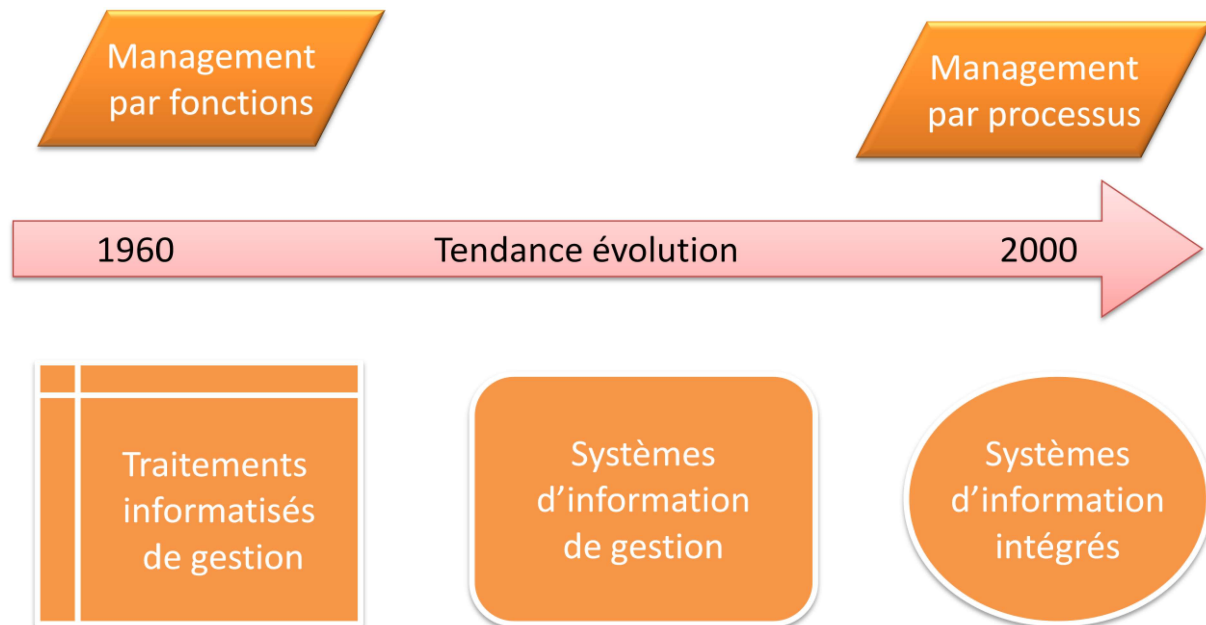 Management
par fonctions
Management
par processus
1960 Tendance évolution 2000
Traitements
informatisés
de gestion
Systèmes
d’information
de gestion
Systèmes
d’information
intégrés